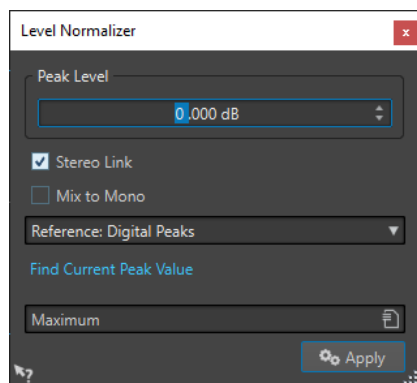 Level Normalizer
x
Peak Level
0.000 dB
Stereo Link
Mix to Mono
Reference: Digital Peaks
Find Current Peak Value
Maximum
Apply
?